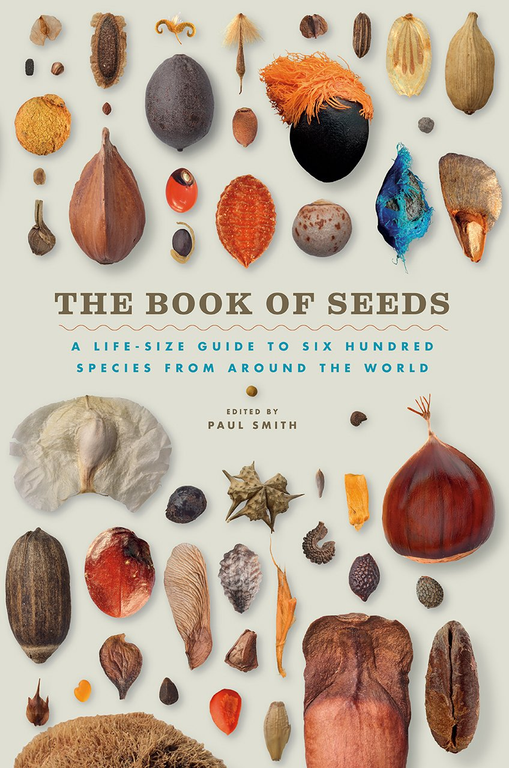 THE BOOK OF SEEDS
A LIFE-SIZE GUIDE TO SIX HUNDRED
SPECIES FROM AROUND THE WORLD
EDITED BY
PAUL SMITH